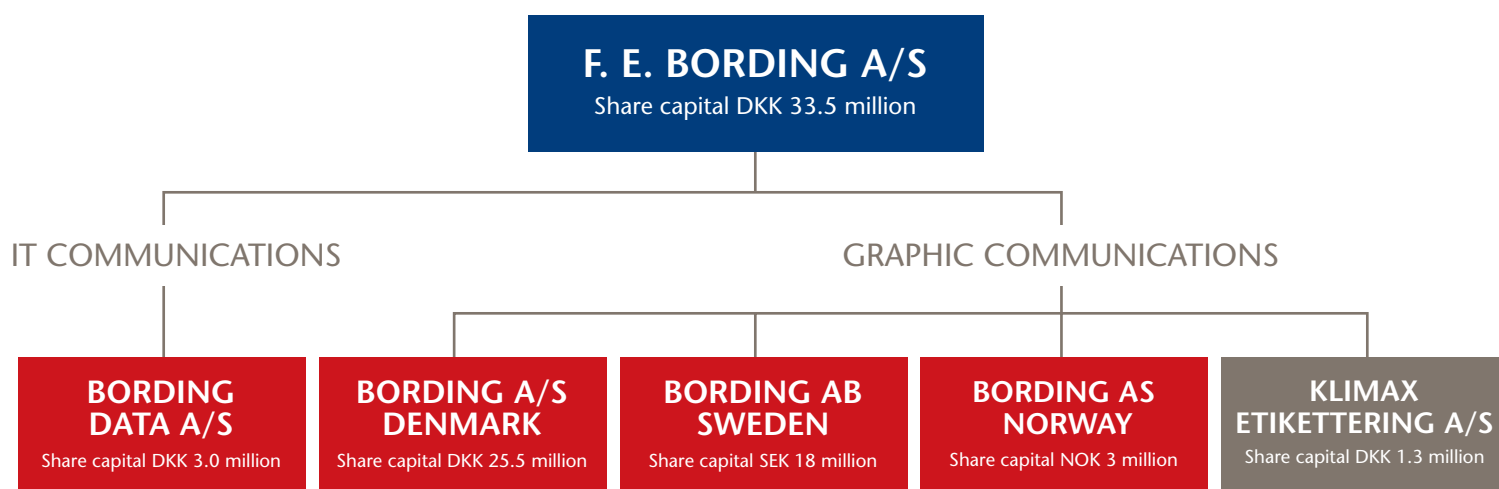 F. E. BORDING A/S
Share capital DKK 33.5 million
IT COMMUNICATIONS
GRAPHIC COMMUNICATIONS
BORDING
DATA A/S
Share capital DKK 3.0 million
BORDING A/S
DENMARK
Share capital DKK 25.5 million
BORDING AB
SWEDEN
Share capital SEK 18 million
BORDING AS
NORWAY
Share capital NOK 3 million
KLIMAX
ETIKETTERING A/S
Share capital DKK 1.3 million